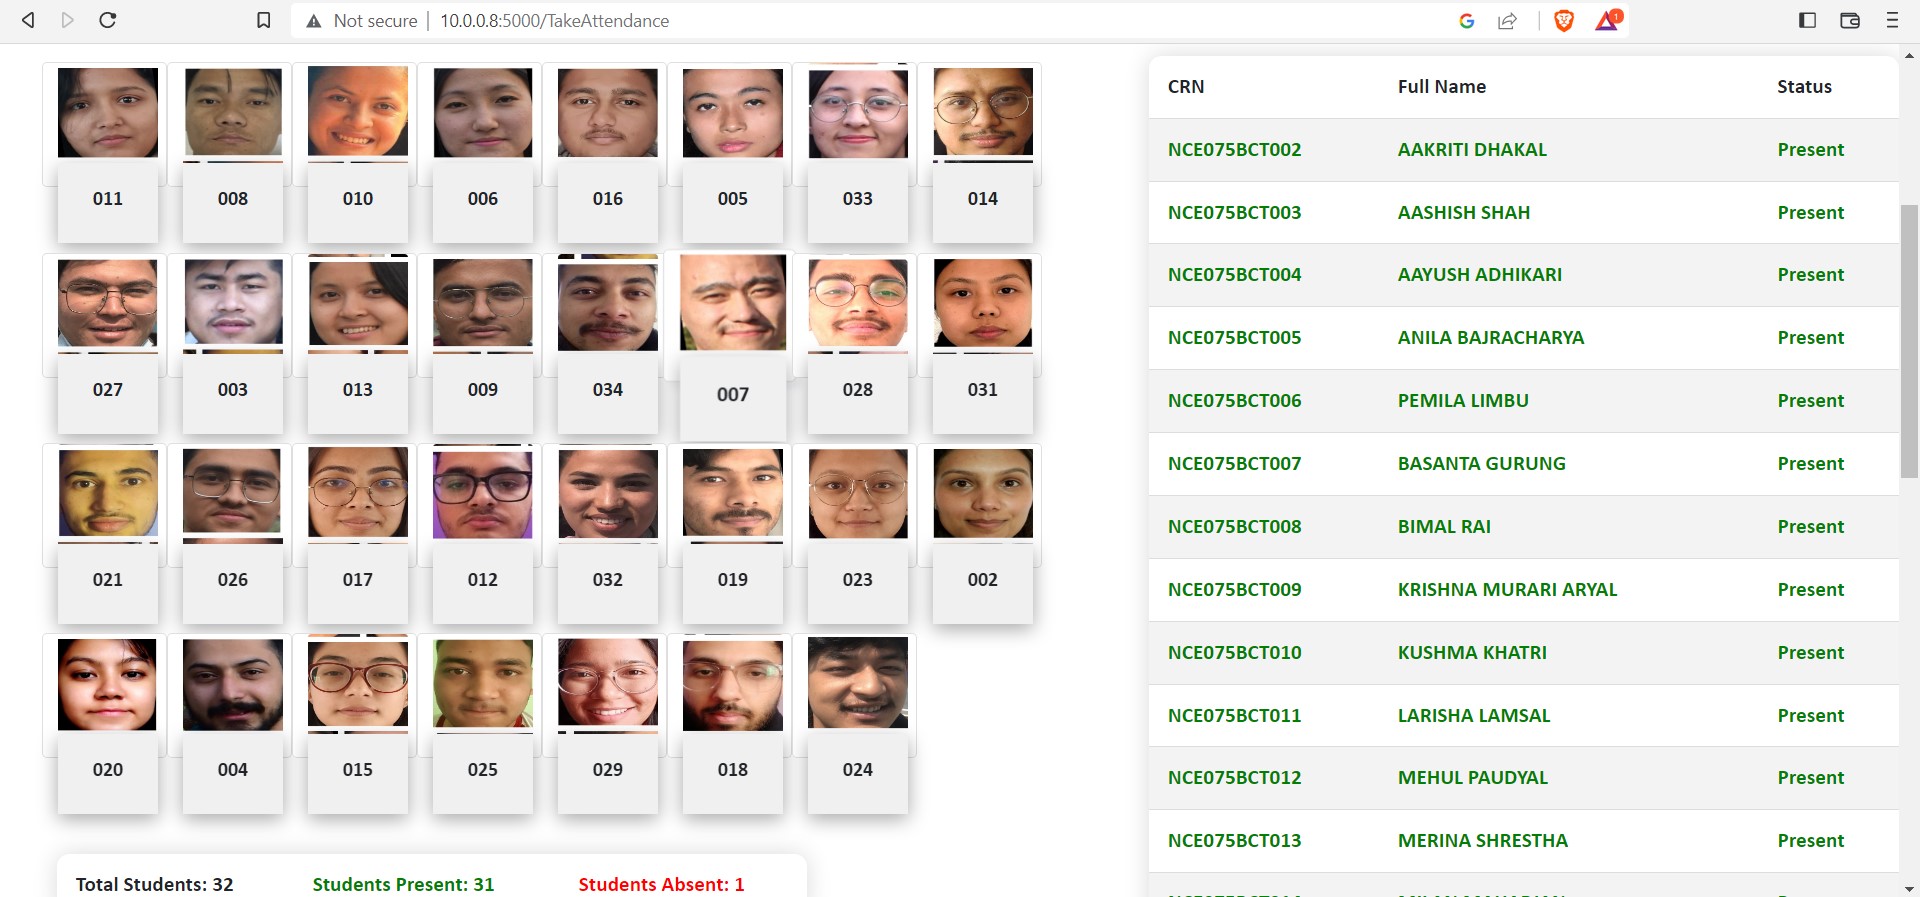 Not secure 10.0.0.8:5000/TakeAttendance
1
011 008 010 006 016 005 033 014
027 003 013 009 034 007 028 031
021 026 017 012 032 019 023 002
020 004 015 025 029 018 024
Total Students: 32 Students Present: 31 Students Absent: 1
CRN Full Name Status
NCE075BCT002 AAKRITI DHAKAL Present
NCE075BCT003 AASHISH SHAH Present
NCE075BCT004 AAYUSH ADHIKARI Present
NCE075BCT005 ANILA BAJRACHARYA Present
NCE075BCT006 PEMILA LIMBU Present
NCE075BCT007 BASANTA GURUNG Present
NCE075BCT008 BIMAL RAI Present
NCE075BCT009 KRISHNA MURARI ARYAL Present
NCE075BCT010 KUSHMA KHATRI Present
NCE075BCT011 LARISHA LAMSAL Present
NCE075BCT012 MEHUL PAUDYAL Present
NCE075BCT013 MERINA SHRESTHA Present